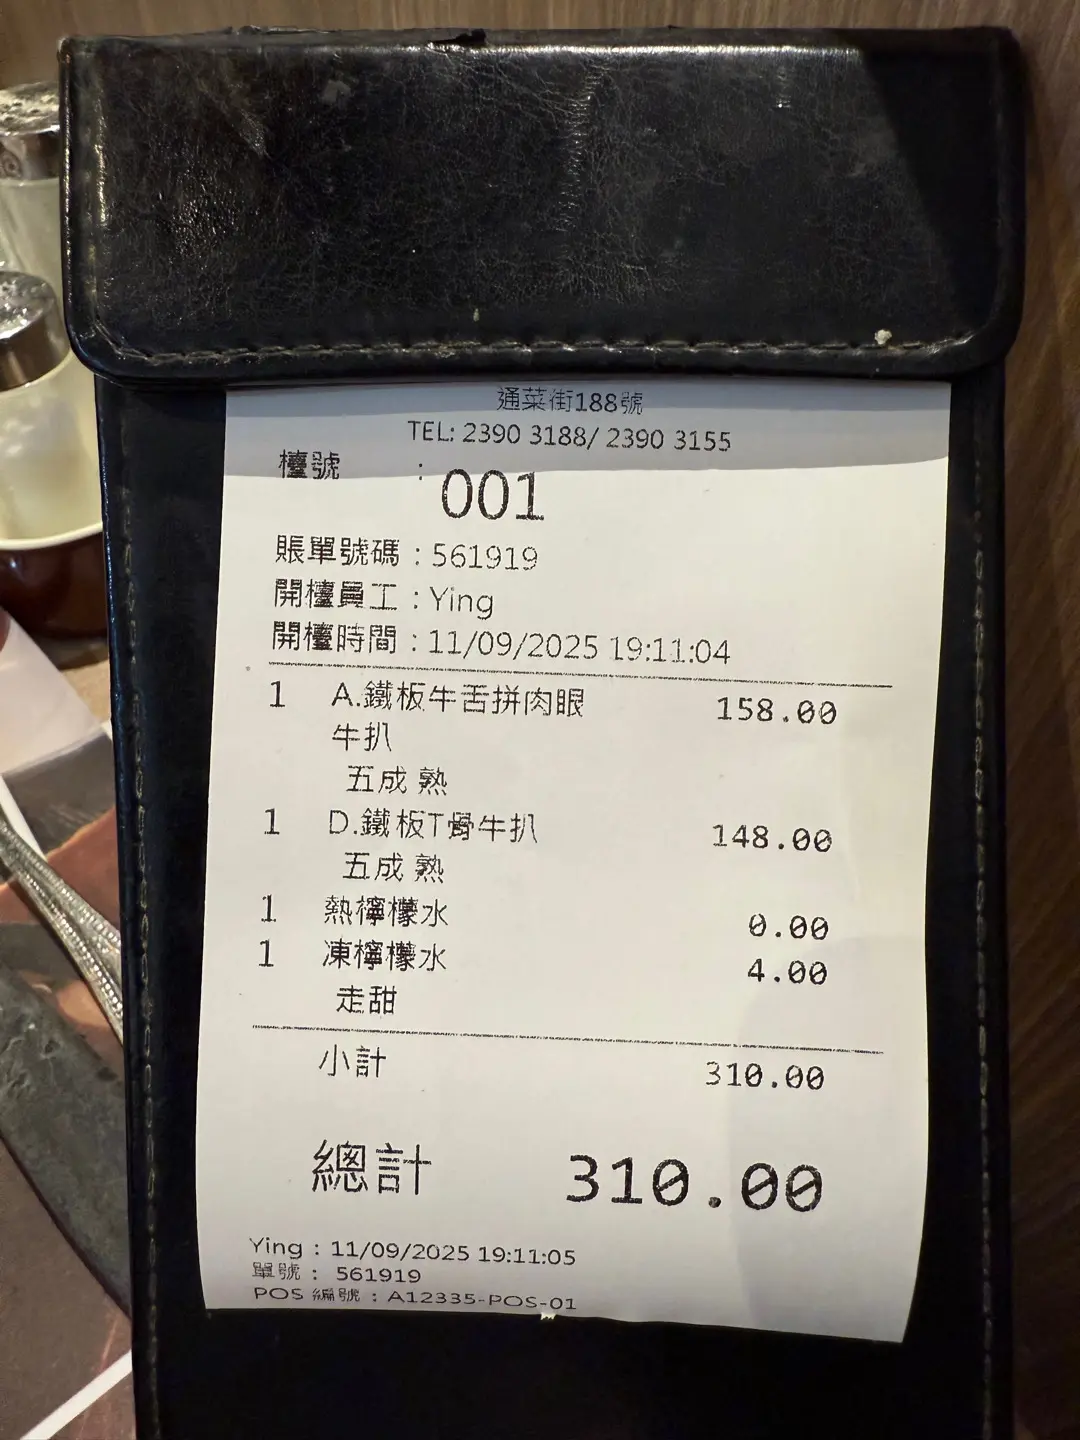 通菜街188號
TEL: 2390 3188/ 2390 3155
檯號 : 001
賬單號碼 : 561919
開檯員工 : Ying
開檯時間 : 11/09/2025 19:11:04
1 A.鐵板牛舌拼肉眼 158.00
牛扒
五成 熟
1 D.鐵板T骨牛扒 148.00
五成 熟
1 熱檸檬水 0.00
1 凍檸檬水 4.00
走甜
小計 310.00
總計 310.00
Ying : 11/09/2025 19:11:05
單號 : 561919
POS 編號 : A12335-POS-01